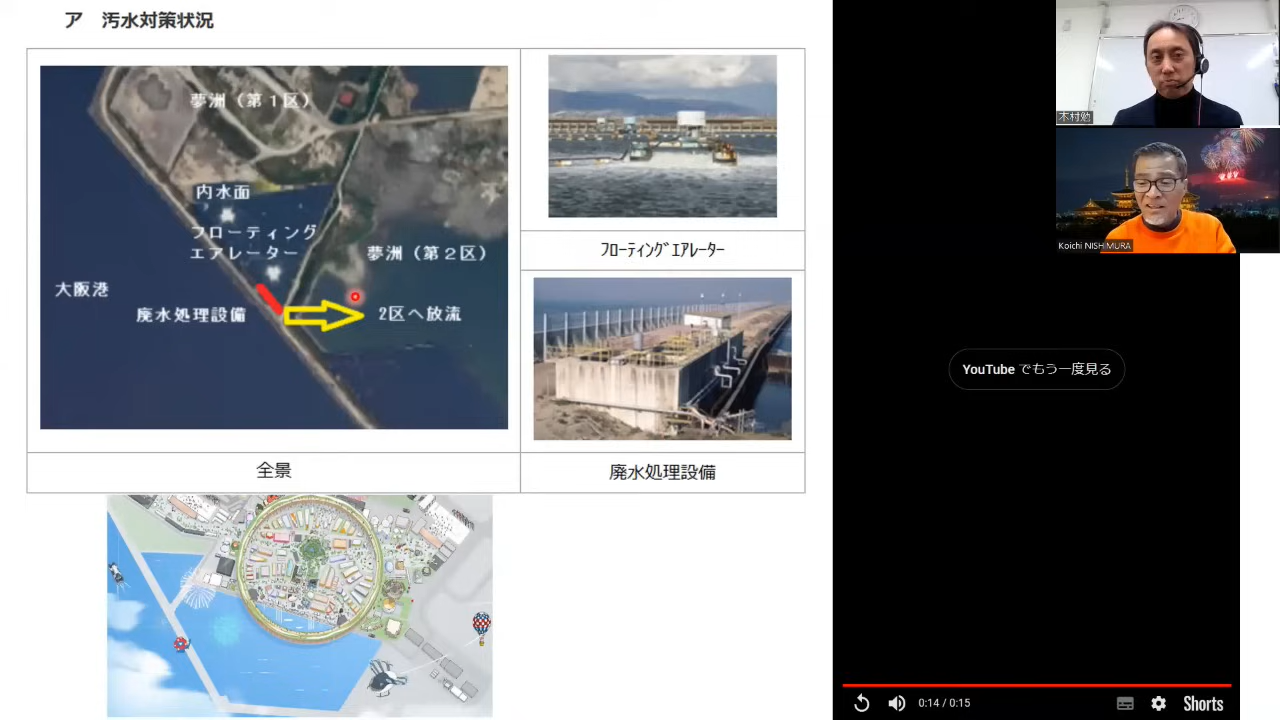 ア 汚水対策状況
夢洲（第１区）
内水面
フローティング
エアレーター
夢洲（第２区）
大阪港
廃水処理設備
2区へ放流
ﾌﾛｰﾃｨﾝｸﾞｴｱﾚｰﾀｰ
全景
廃水処理設備
木村勉
Koichi NISHIMURA
YouTube でもう一度見る
0:14 / 0:15
Shorts